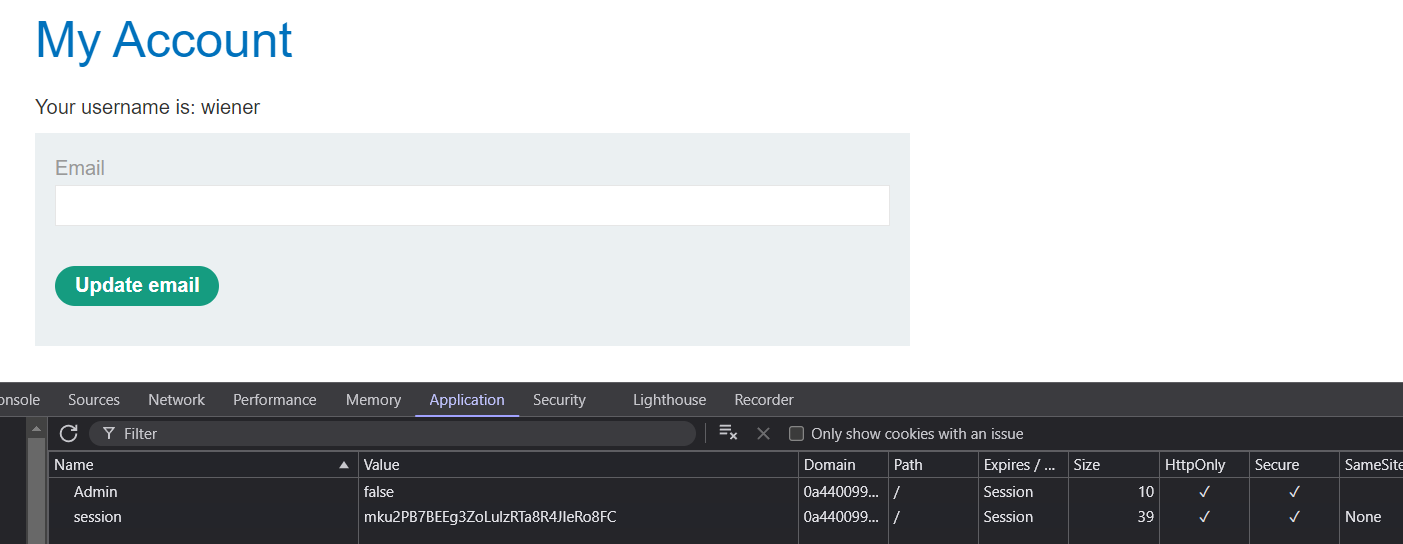 My Account
Your username is: wiener
Email
Update email
onsole Sources Network Performance Memory Application Security Lighthouse Recorder
Filter Only show cookies with an issue
Name Value Domain Path Expires / ... Size HttpOnly Secure SameSite
Admin false 0a440099... / Session 10 ✓ ✓
session mku2PB7BEEg3ZoLuIzRTa8R4JIeRo8FC 0a440099... / Session 39 ✓ ✓ None